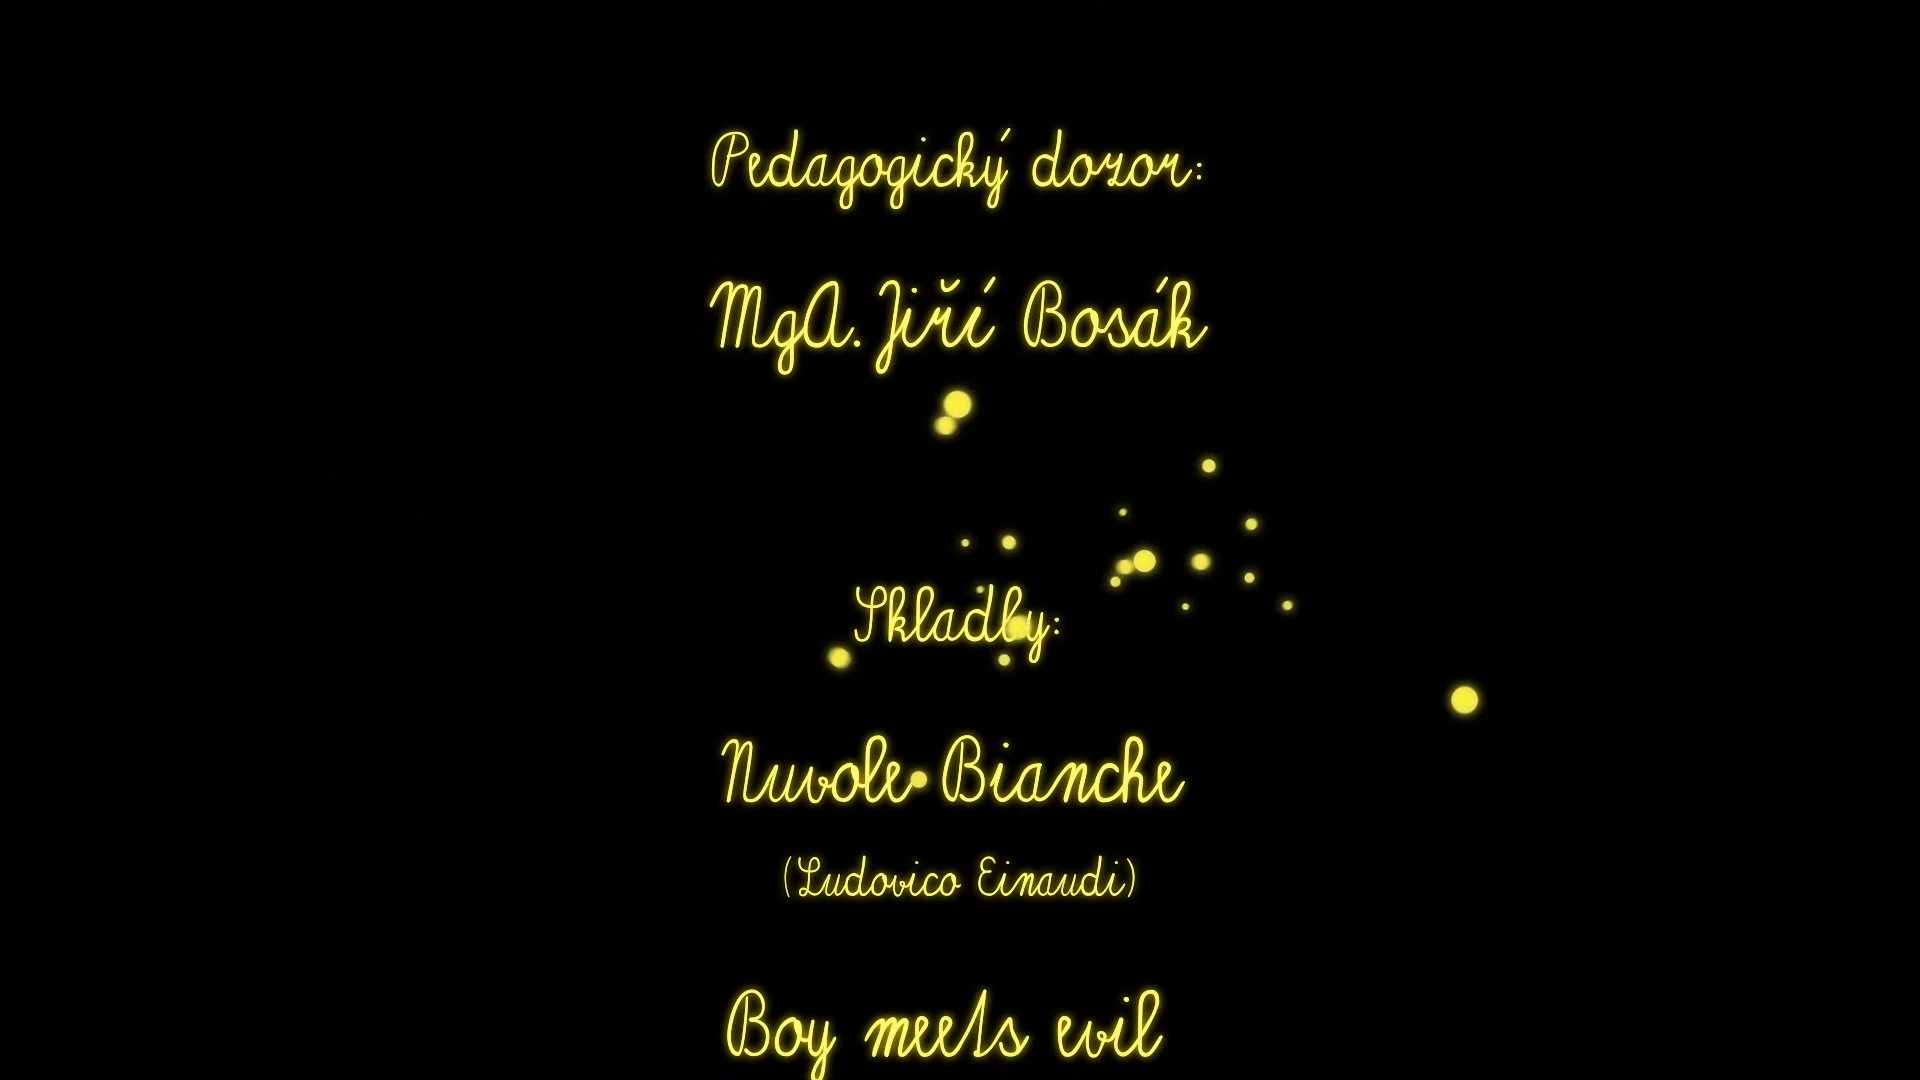 Pedagogický dozor:
MgA. Jiří Bosák
Skladby:
Nuvole Bianche
(Ludovico Einaudi)
Boy meets evil